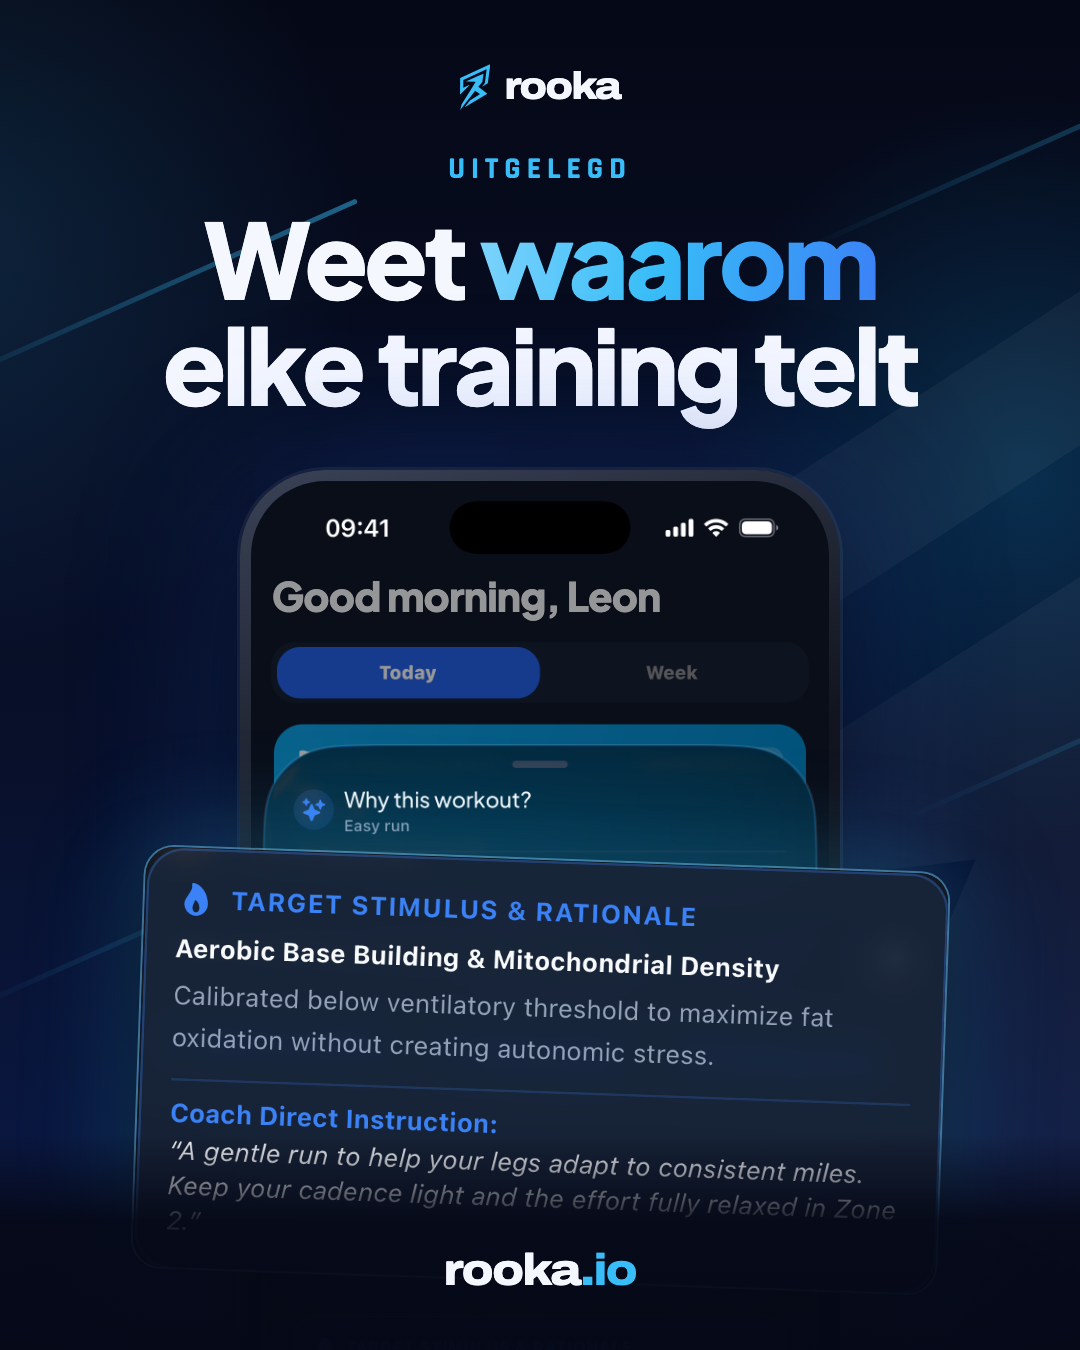 rooka
UITGELEGD
Weet waarom
elke training telt
09:41
Good morning, Leon
Today Week
Why this workout?
Easy run
TARGET STIMULUS & RATIONALE
Aerobic Base Building & Mitochondrial Density
Calibrated below ventilatory threshold to maximize fat
oxidation without creating autonomic stress.
Coach Direct Instruction:
“A gentle run to help your legs adapt to consistent miles.
Keep your cadence light and the effort fully relaxed in Zone
2.”
rooka.io